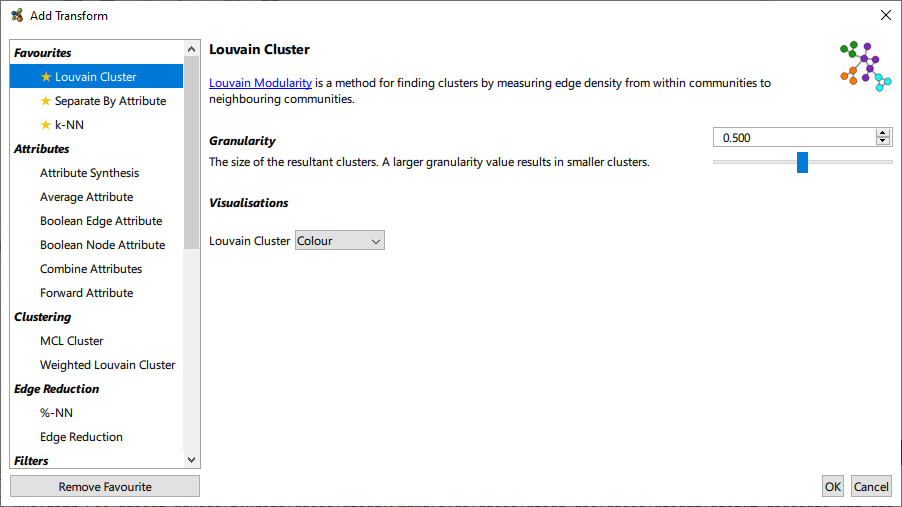 Add Transform
Favourites
Louvain Cluster
Separate By Attribute
k-NN
Attributes
Attribute Synthesis
Average Attribute
Boolean Edge Attribute
Boolean Node Attribute
Combine Attributes
Forward Attribute
Clustering
MCL Cluster
Weighted Louvain Cluster
Edge Reduction
%-NN
Edge Reduction
Filters
Remove Favourite
Louvain Cluster
Louvain Modularity is a method for finding clusters by measuring edge density from within communities to
neighbouring communities.
Granularity
0.500
The size of the resultant clusters. A larger granularity value results in smaller clusters.
Visualisations
Louvain Cluster Colour
OK Cancel